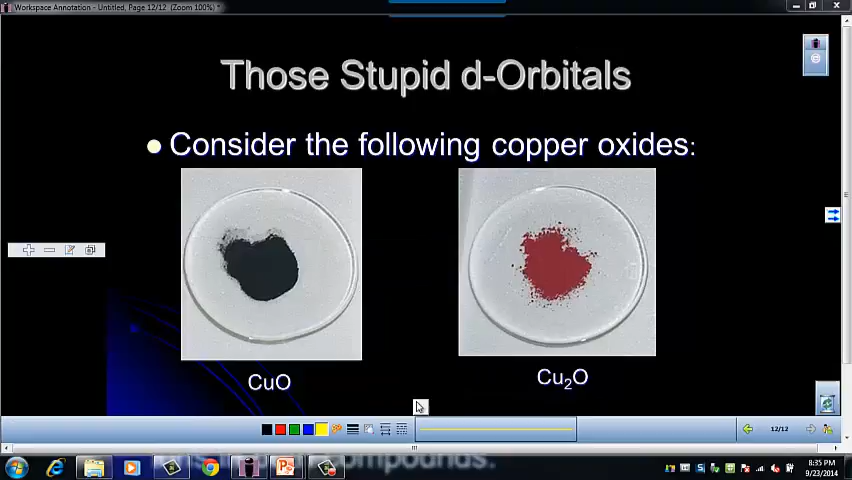 Workspace Annotation - Untitled, Page 12/12 (Zoom 100%) *
Those Stupid d-Orbitals
Consider the following copper oxides:
CuO
Cu₂O
12/12
compounds.
8:35 PM
9/23/2014